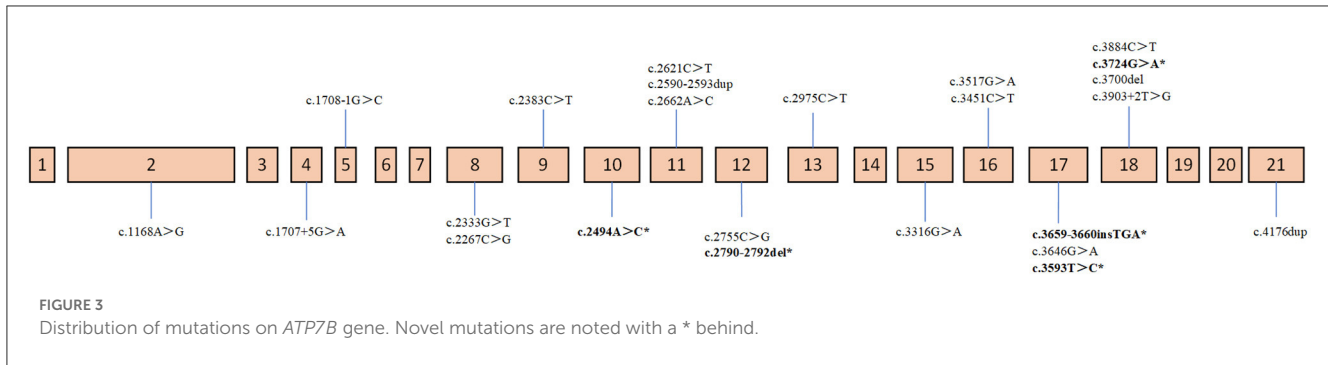 c.3884C>T
c.3724G>A*
c.3700del
c.3903+2T>G
c.2621C>T
c.2590-2593dup
c.2662A>C
c.3517G>A
c.3451C>T
c.1708-1G>C
c.2383C>T
c.2975C>T
1 2 3 4 5 6 7 8 9 10 11 12 13 14 15 16 17 18 19 20 21
c.1168A>G
c.1707+5G>A
c.2333G>T
c.2267C>G
c.2494A>C*
c.2755C>G
c.2790-2792del*
c.3316G>A
c.3659-3660insTGA*
c.3646G>A
c.3593T>C*
c.4176dup
FIGURE 3
Distribution of mutations on ATP7B gene. Novel mutations are noted with a * behind.